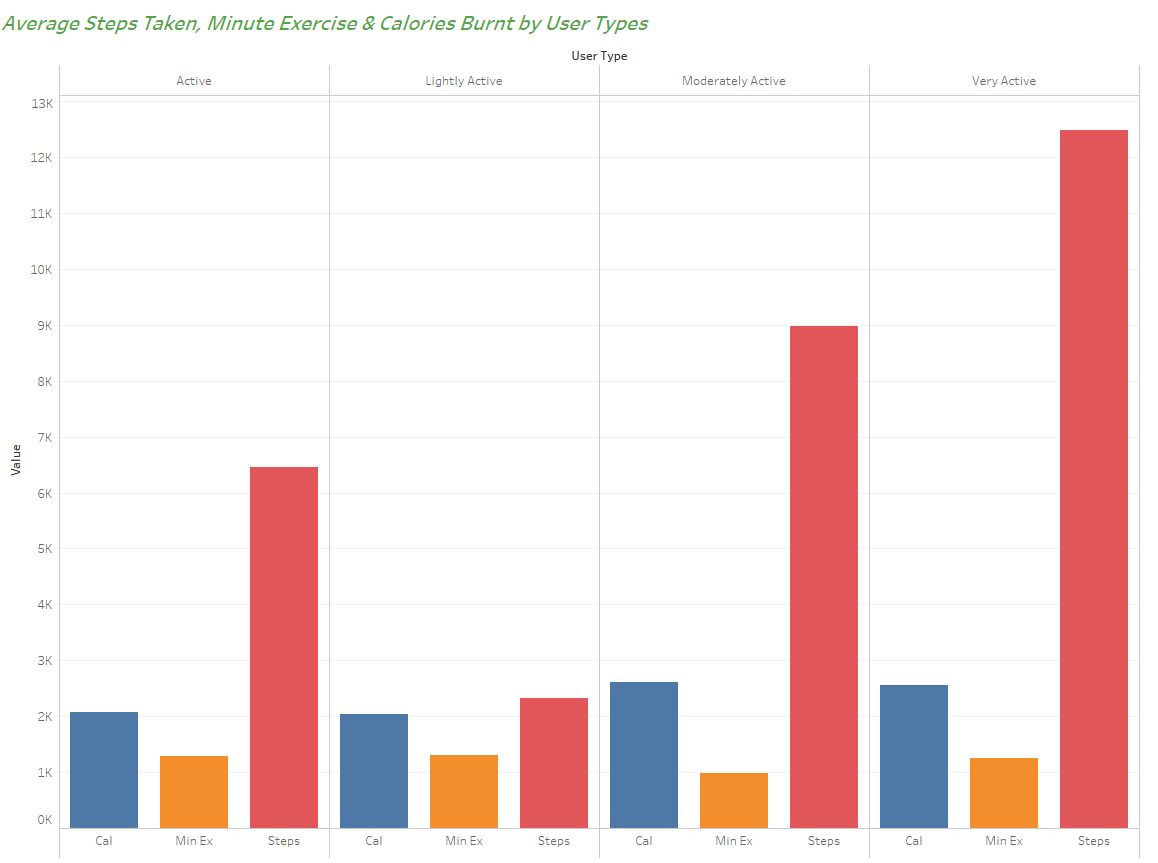 Average Steps Taken, Minute Exercise & Calories Burnt by User Types
User Type
Active Lightly Active Moderately Active Very Active
13K
12K
11K
10K
9K
8K
7K
6K
5K
4K
3K
2K
1K
0K
Value
Cal Min Ex Steps Cal Min Ex Steps Cal Min Ex Steps Cal Min Ex Steps